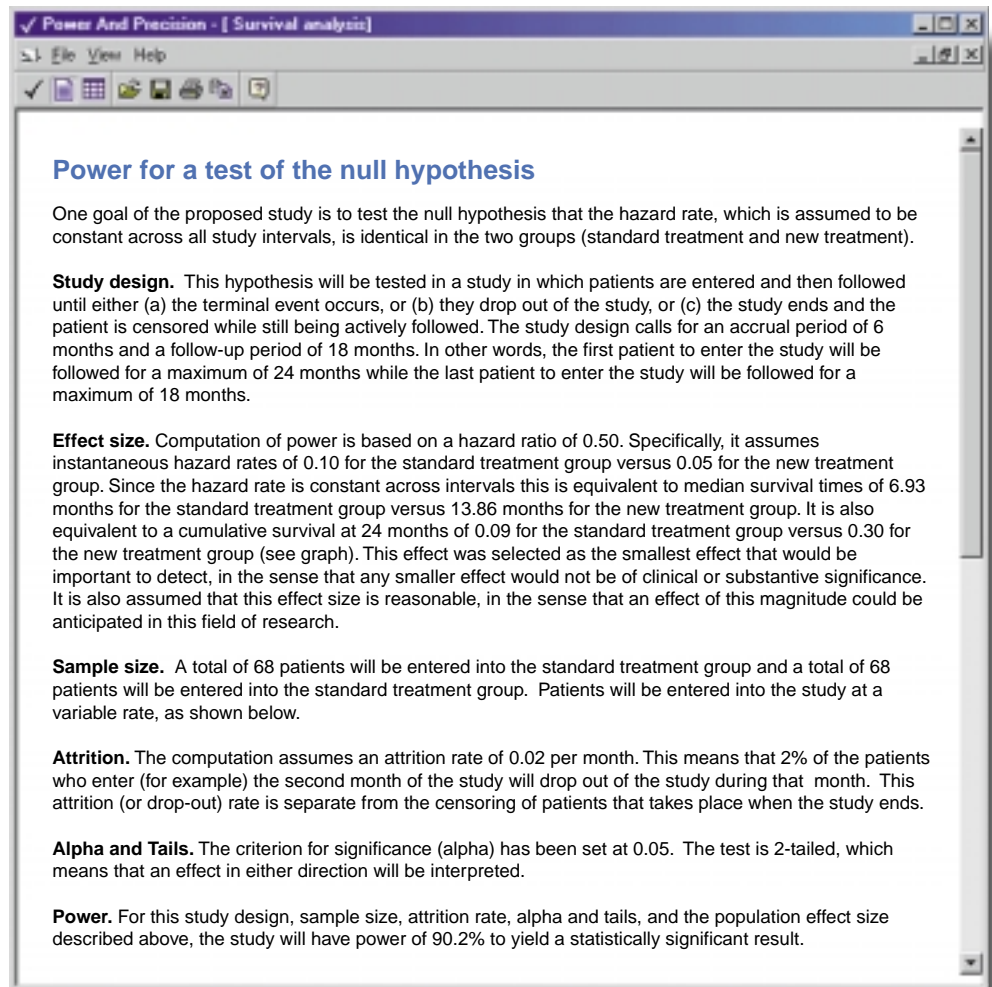 Power And Precision - [ Survival analysis]
File View Help
Power for a test of the null hypothesis
One goal of the proposed study is to test the null hypothesis that the hazard rate, which is assumed to be
constant across all study intervals, is identical in the two groups (standard treatment and new treatment).
Study design. This hypothesis will be tested in a study in which patients are entered and then followed
until either (a) the terminal event occurs, or (b) they drop out of the study, or (c) the study ends and the
patient is censored while still being actively followed. The study design calls for an accrual period of 6
months and a follow-up period of 18 months. In other words, the first patient to enter the study will be
followed for a maximum of 24 months while the last patient to enter the study will be followed for a
maximum of 18 months.
Effect size. Computation of power is based on a hazard ratio of 0.50. Specifically, it assumes
instantaneous hazard rates of 0.10 for the standard treatment group versus 0.05 for the new treatment
group. Since the hazard rate is constant across intervals this is equivalent to median survival times of 6.93
months for the standard treatment group versus 13.86 months for the new treatment group. It is also
equivalent to a cumulative survival at 24 months of 0.09 for the standard treatment group versus 0.30 for
the new treatment group (see graph). This effect was selected as the smallest effect that would be
important to detect, in the sense that any smaller effect would not be of clinical or substantive significance.
It is also assumed that this effect size is reasonable, in the sense that an effect of this magnitude could be
anticipated in this field of research.
Sample size. A total of 68 patients will be entered into the standard treatment group and a total of 68
patients will be entered into the standard treatment group. Patients will be entered into the study at a
variable rate, as shown below.
Attrition. The computation assumes an attrition rate of 0.02 per month. This means that 2% of the patients
who enter (for example) the second month of the study will drop out of the study during that month. This
attrition (or drop-out) rate is separate from the censoring of patients that takes place when the study ends.
Alpha and Tails. The criterion for significance (alpha) has been set at 0.05. The test is 2-tailed, which
means that an effect in either direction will be interpreted.
Power. For this study design, sample size, attrition rate, alpha and tails, and the population effect size
described above, the study will have power of 90.2% to yield a statistically significant result.